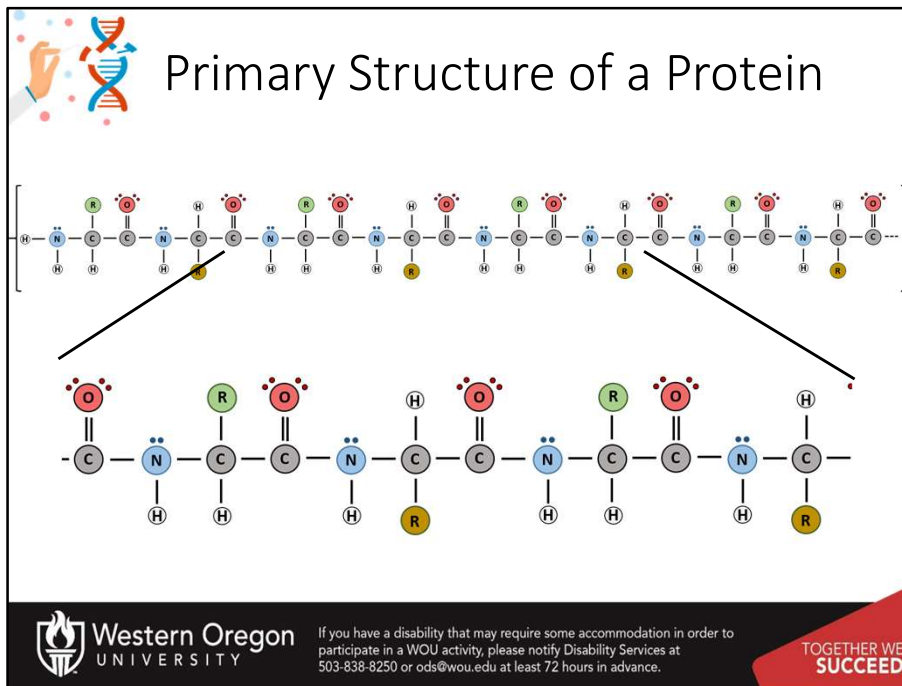 Primary Structure of a Protein
R O H O R O H O R O H O R O H O
H N C C N C C N C C N C C N C C N C C N C C N C C
H H H R H H H R H H H R H H H R
O R O H O R O H
C N C C N C C N C C N C
H H H R H H H R
Western Oregon
UNIVERSITY
If you have a disability that may require some accommodation in order to
participate in a WOU activity, please notify Disability Services at
503-838-8250 or ods@wou.edu at least 72 hours in advance.
TOGETHER WE
SUCCEED